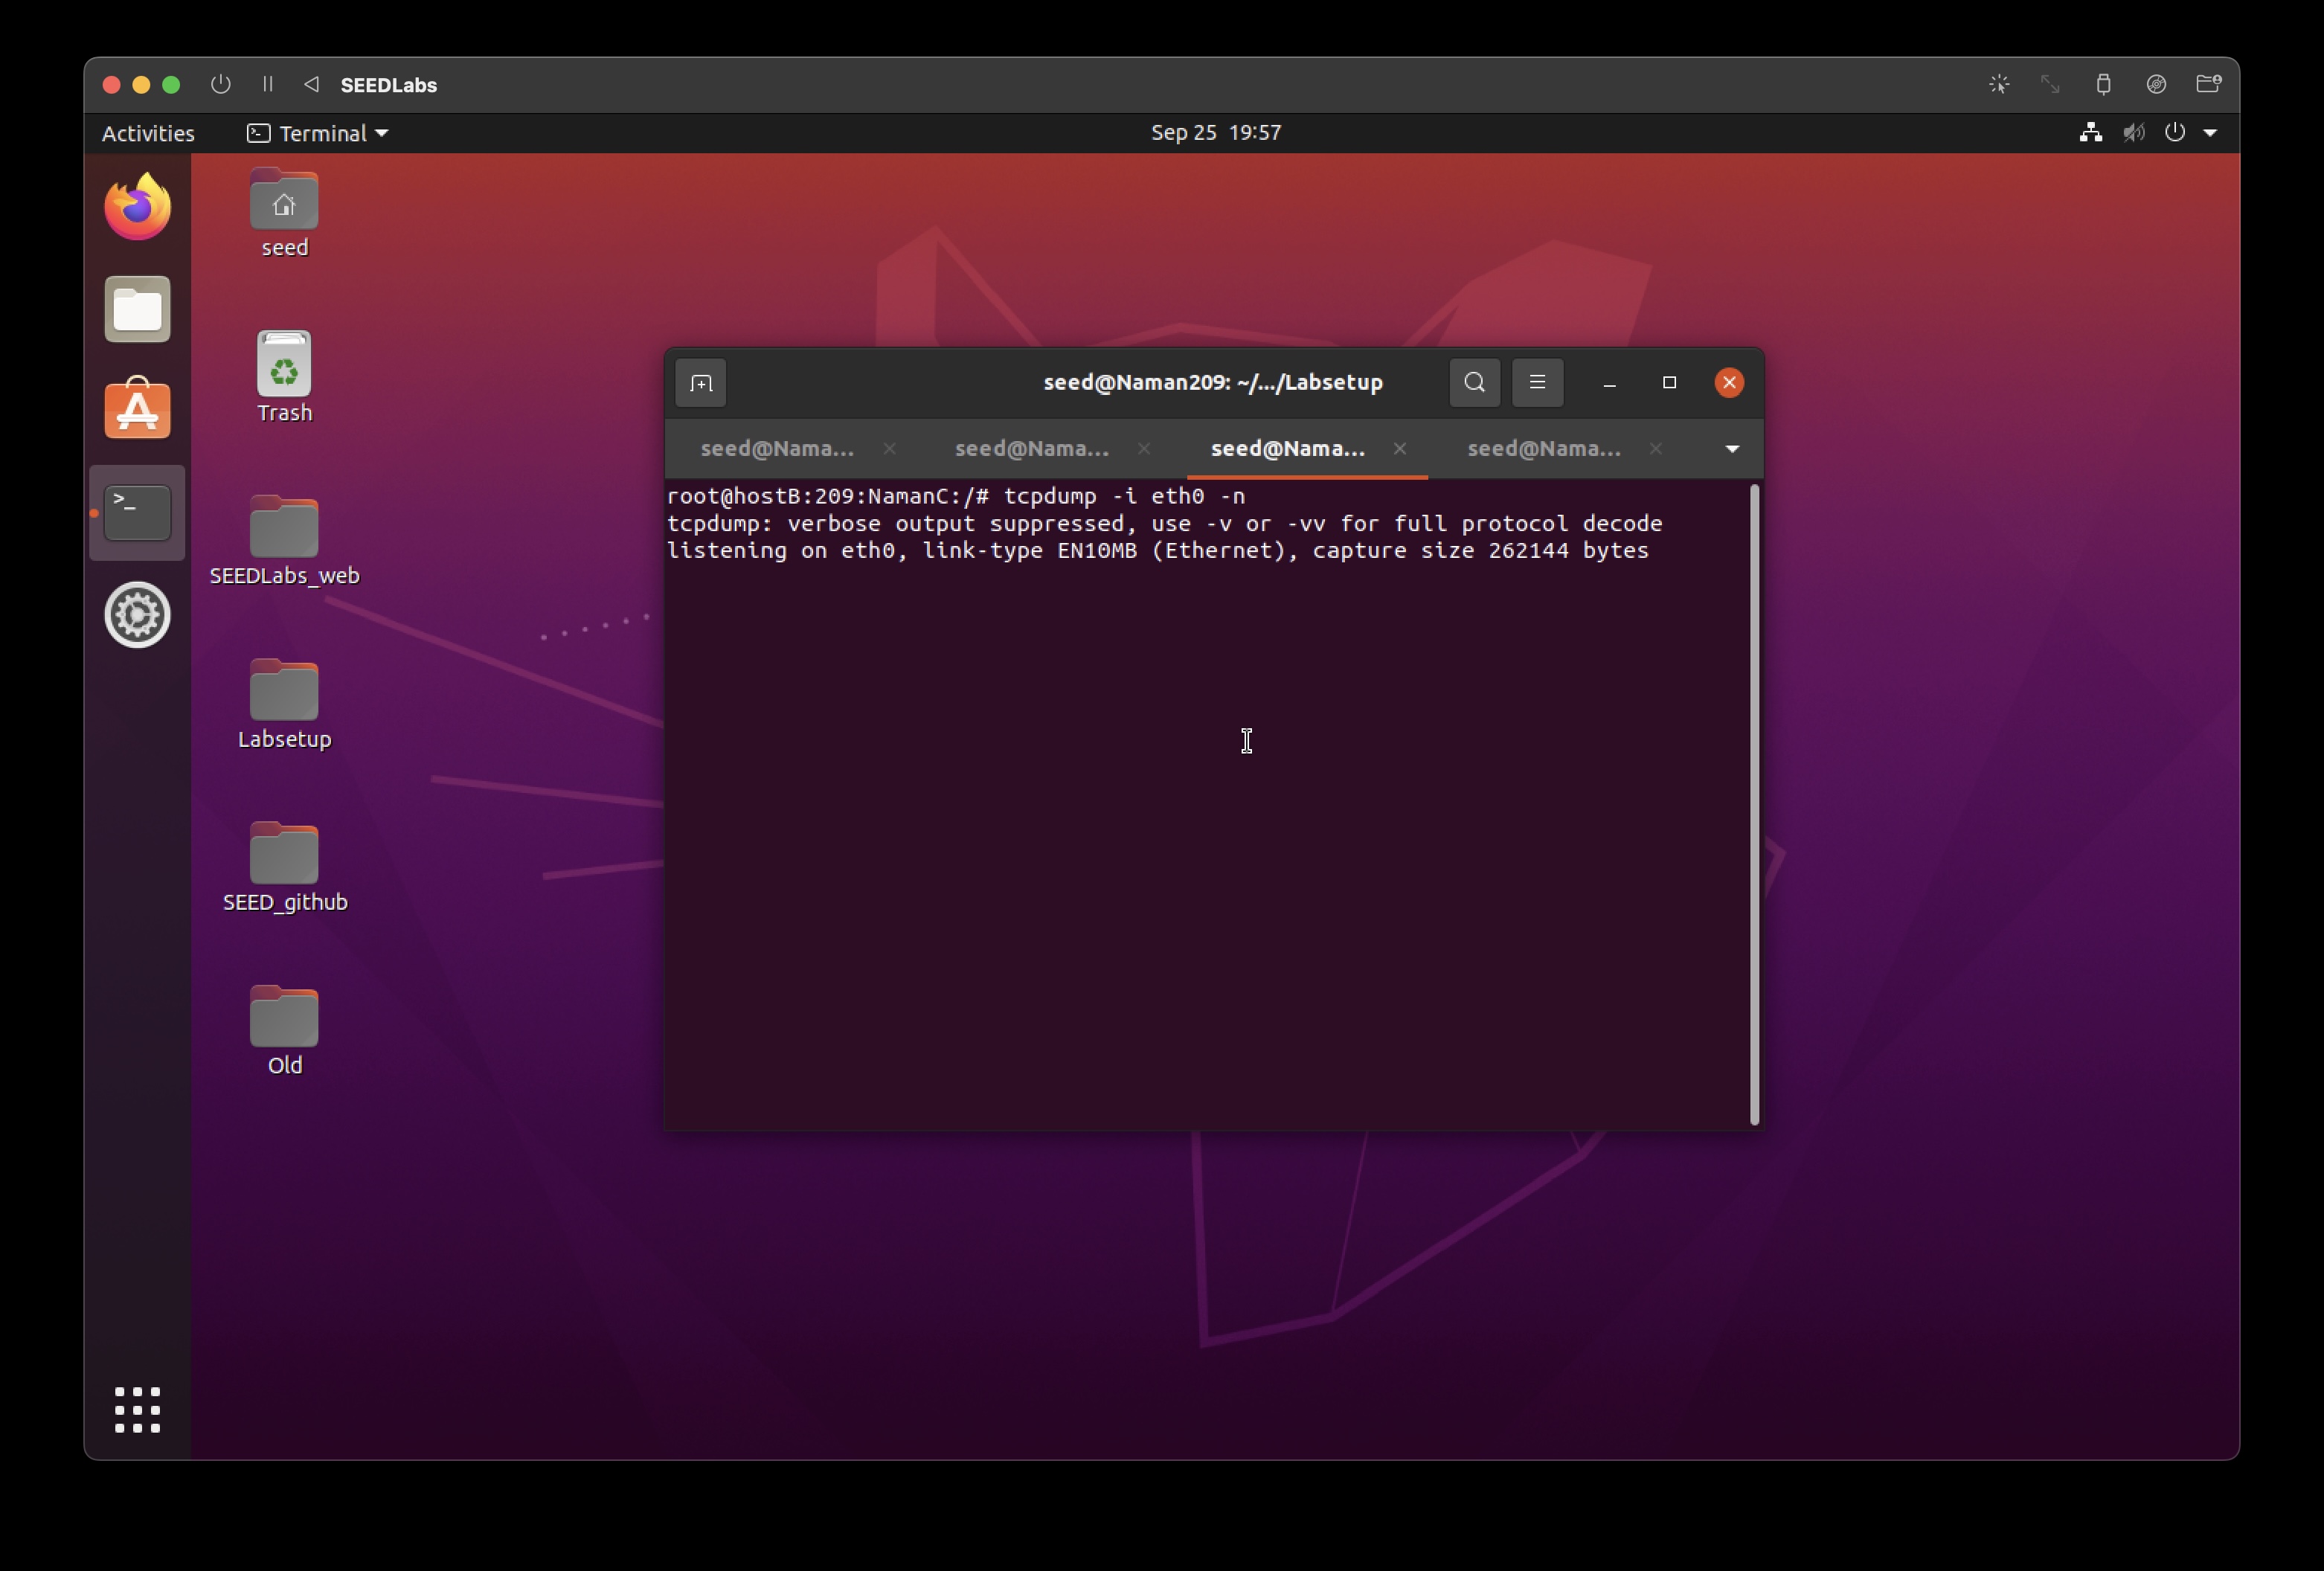 SEEDLabs
Activities
Terminal
Sep 25 19:57
seed
Trash
SEEDLabs_web
Labsetup
SEED_github
Old
seed@Naman209: ~/.../Labsetup
seed@Nama... seed@Nama... seed@Nama... seed@Nama...
root@hostB:209:NamanC:/# tcpdump -i eth0 -n
tcpdump: verbose output suppressed, use -v or -vv for full protocol decode
listening on eth0, link-type EN10MB (Ethernet), capture size 262144 bytes